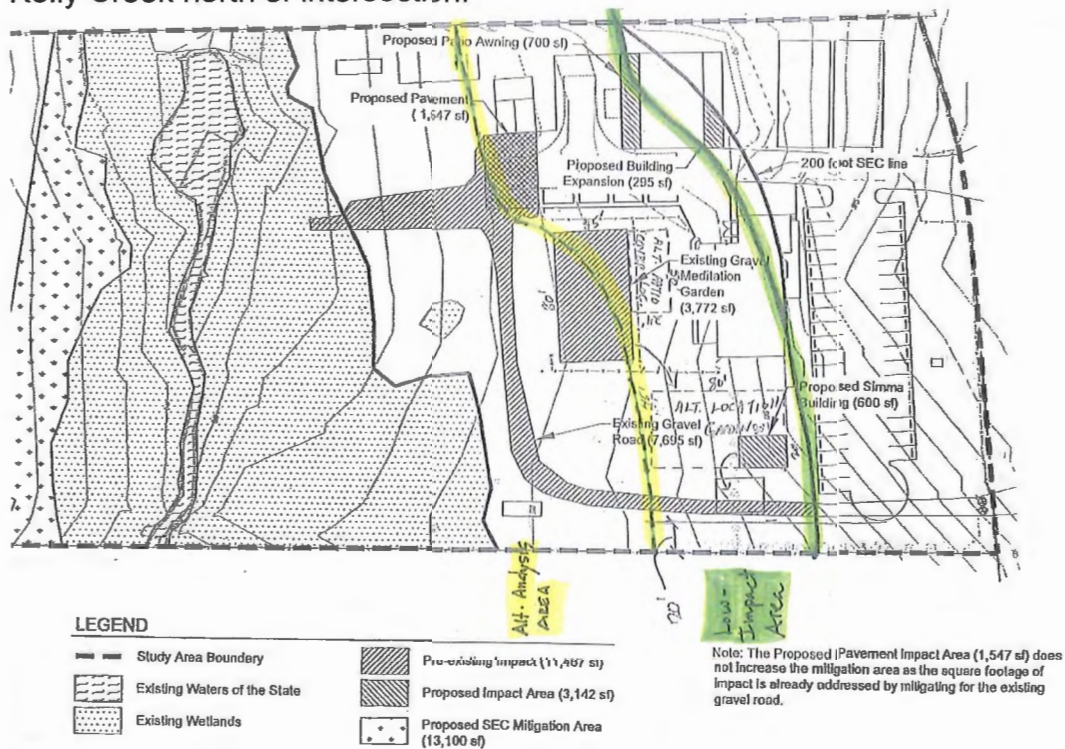 Kelly Creek north of intersection.
Proposed Patio Awning (700 sf)
Proposed Pavement
(1,547 sf)
200 foot SEC line
Proposed Building
Expansion (295 sf)
Existing Gravel
Meditation
Garden
(3,772 sf)
ALT. PATIO
Proposed Simma
Building (600 sf)
ALT. LOCATION
Existing Gravel
Road (7,695 sf)
Alt. Analysis
AREA
Low-
Impact
Area
LEGEND
Study Area Boundary
Existing Waters of the State
Existing Wetlands
Pre-existing Impact (11,467 sf)
Proposed Impact Area (3,142 sf)
Proposed SEC Mitigation Area
(13,100 sf)
Note: The Proposed Pavement Impact Area (1,547 sf) does
not increase the mitigation area as the square footage of
impact is already addressed by mitigating for the existing
gravel road.